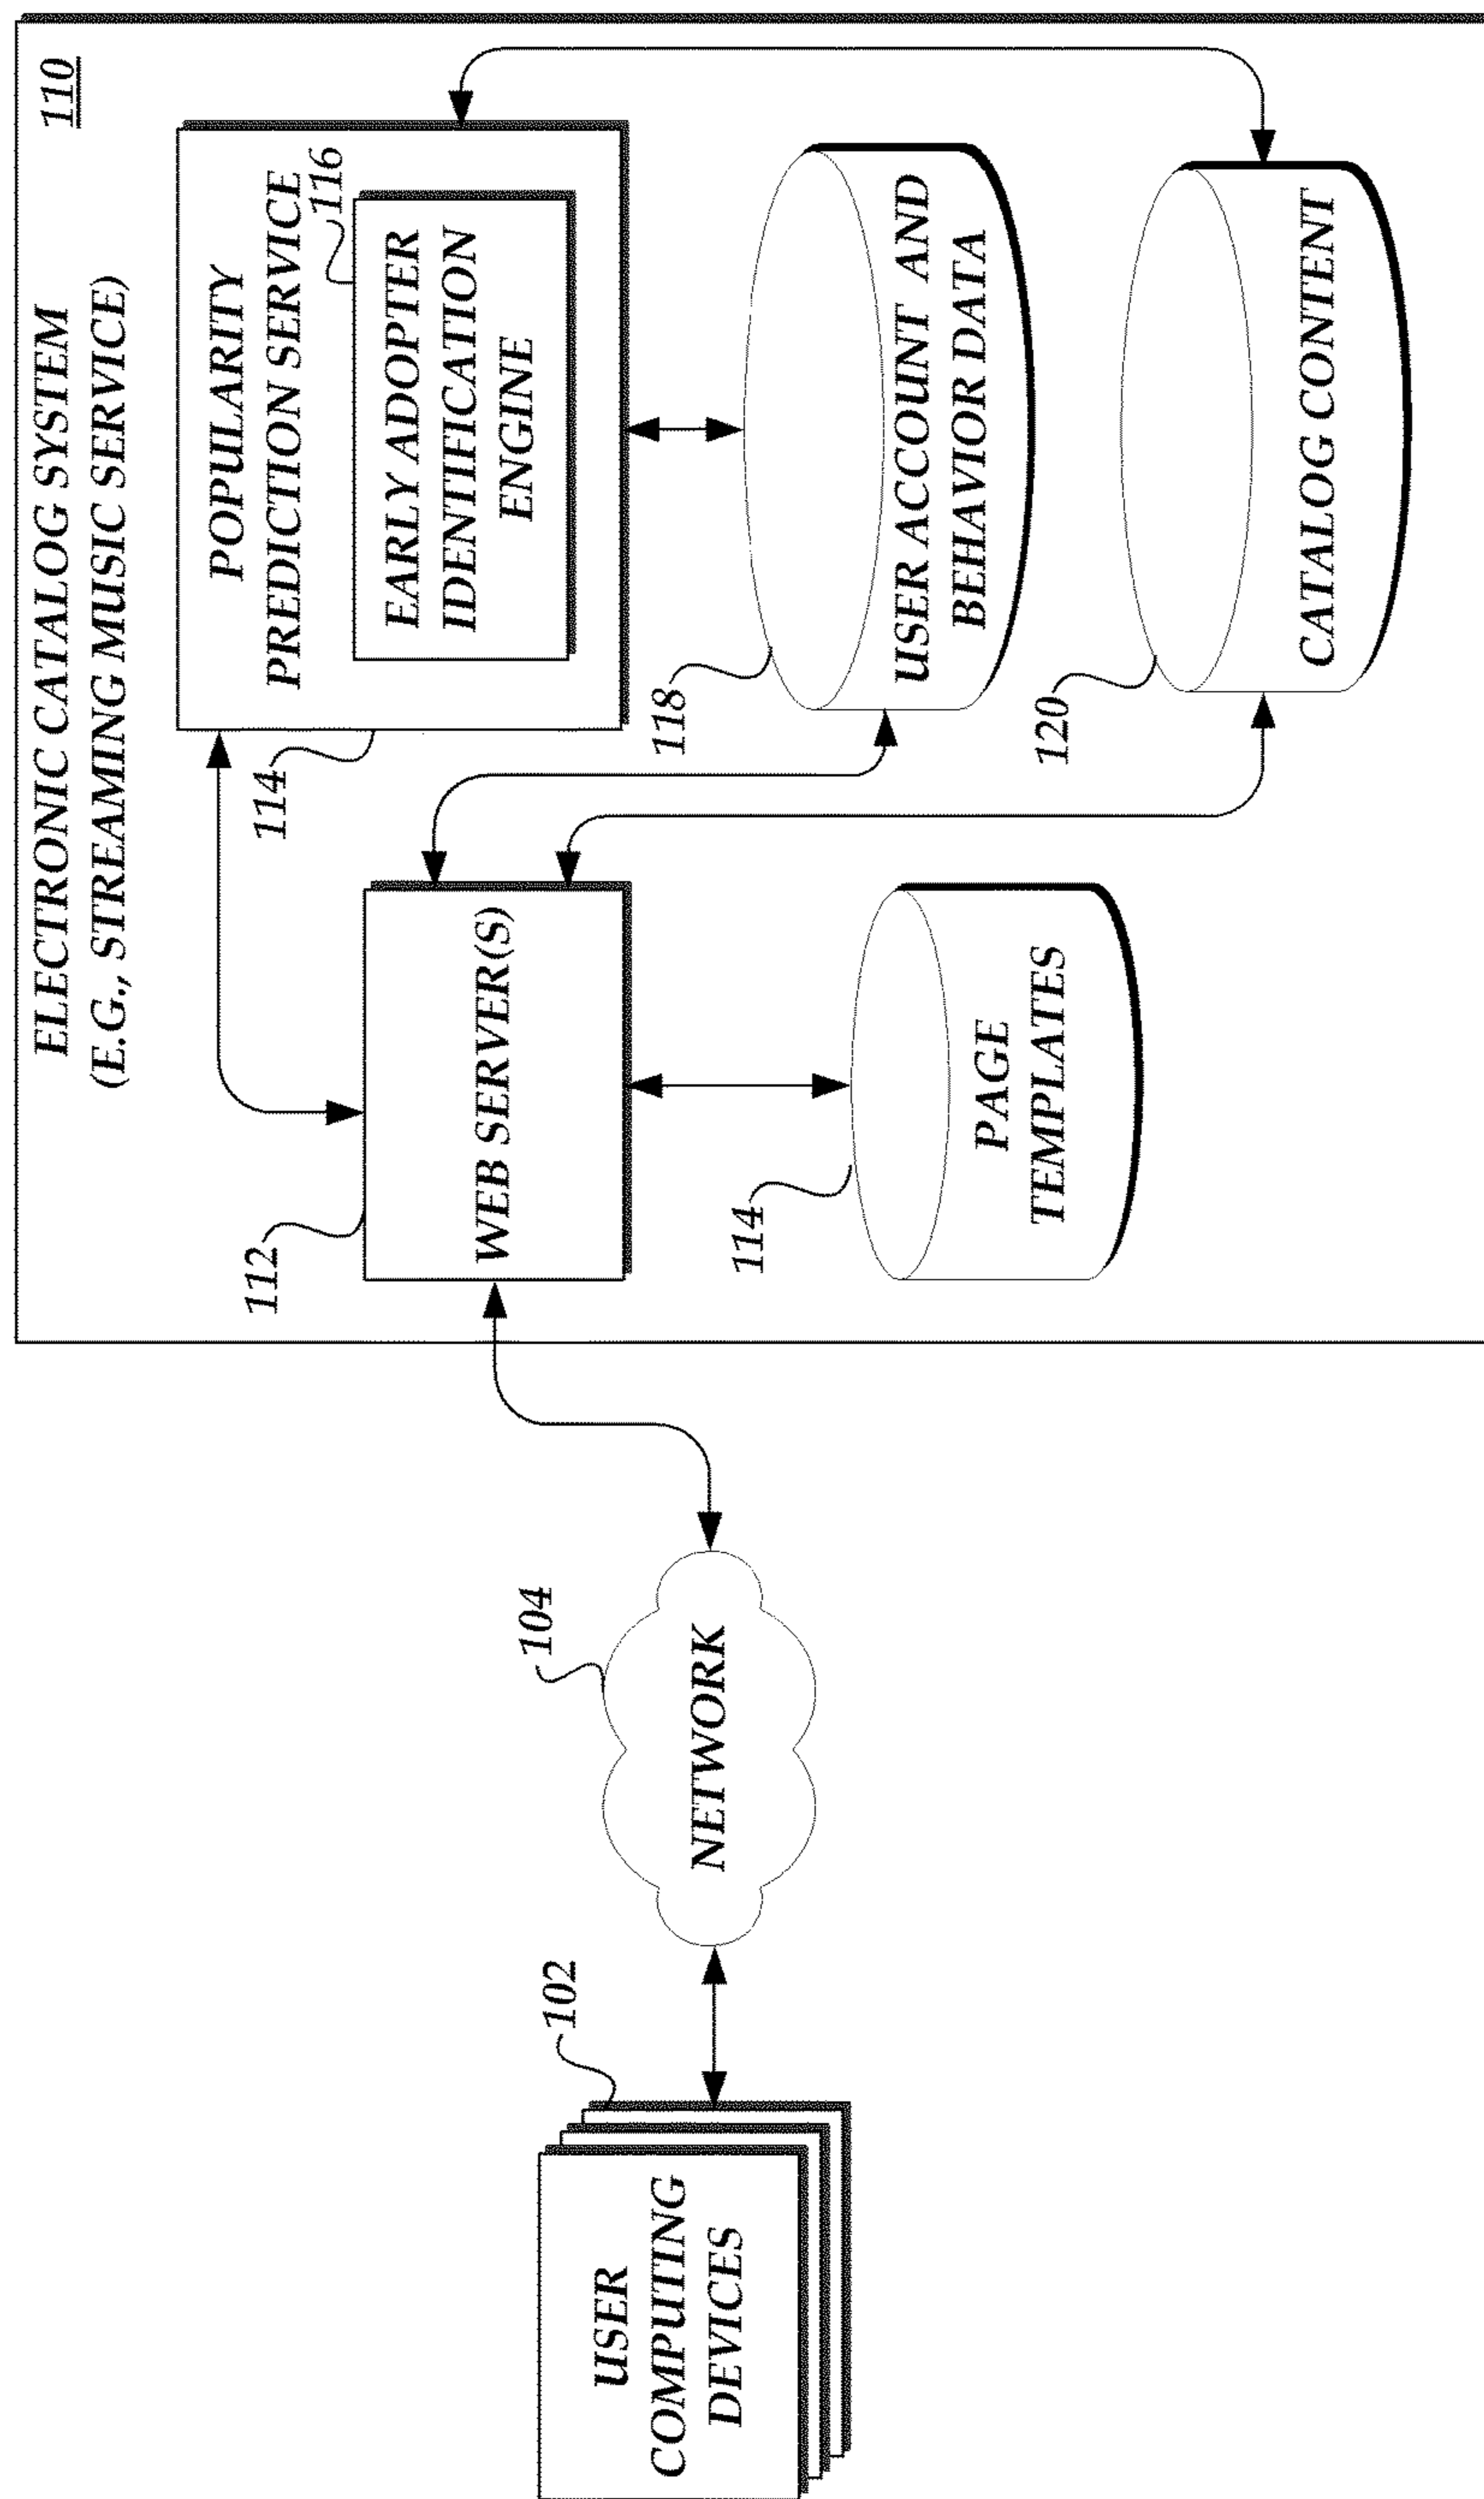 ELECTRONIC CATALOG SYSTEM
(E.G., STREAMING MUSIC SERVICE)
110
POPULARITY
PREDICTION SERVICE
116
EARLY ADOPTER
IDENTIFICATION
ENGINE
114
112
WEB SERVER(S)
118
USER ACCOUNT AND
BEHAVIOR DATA
114
PAGE
TEMPLATES
120
CATALOG CONTENT
104
NETWORK
102
USER
COMPUTING
DEVICES